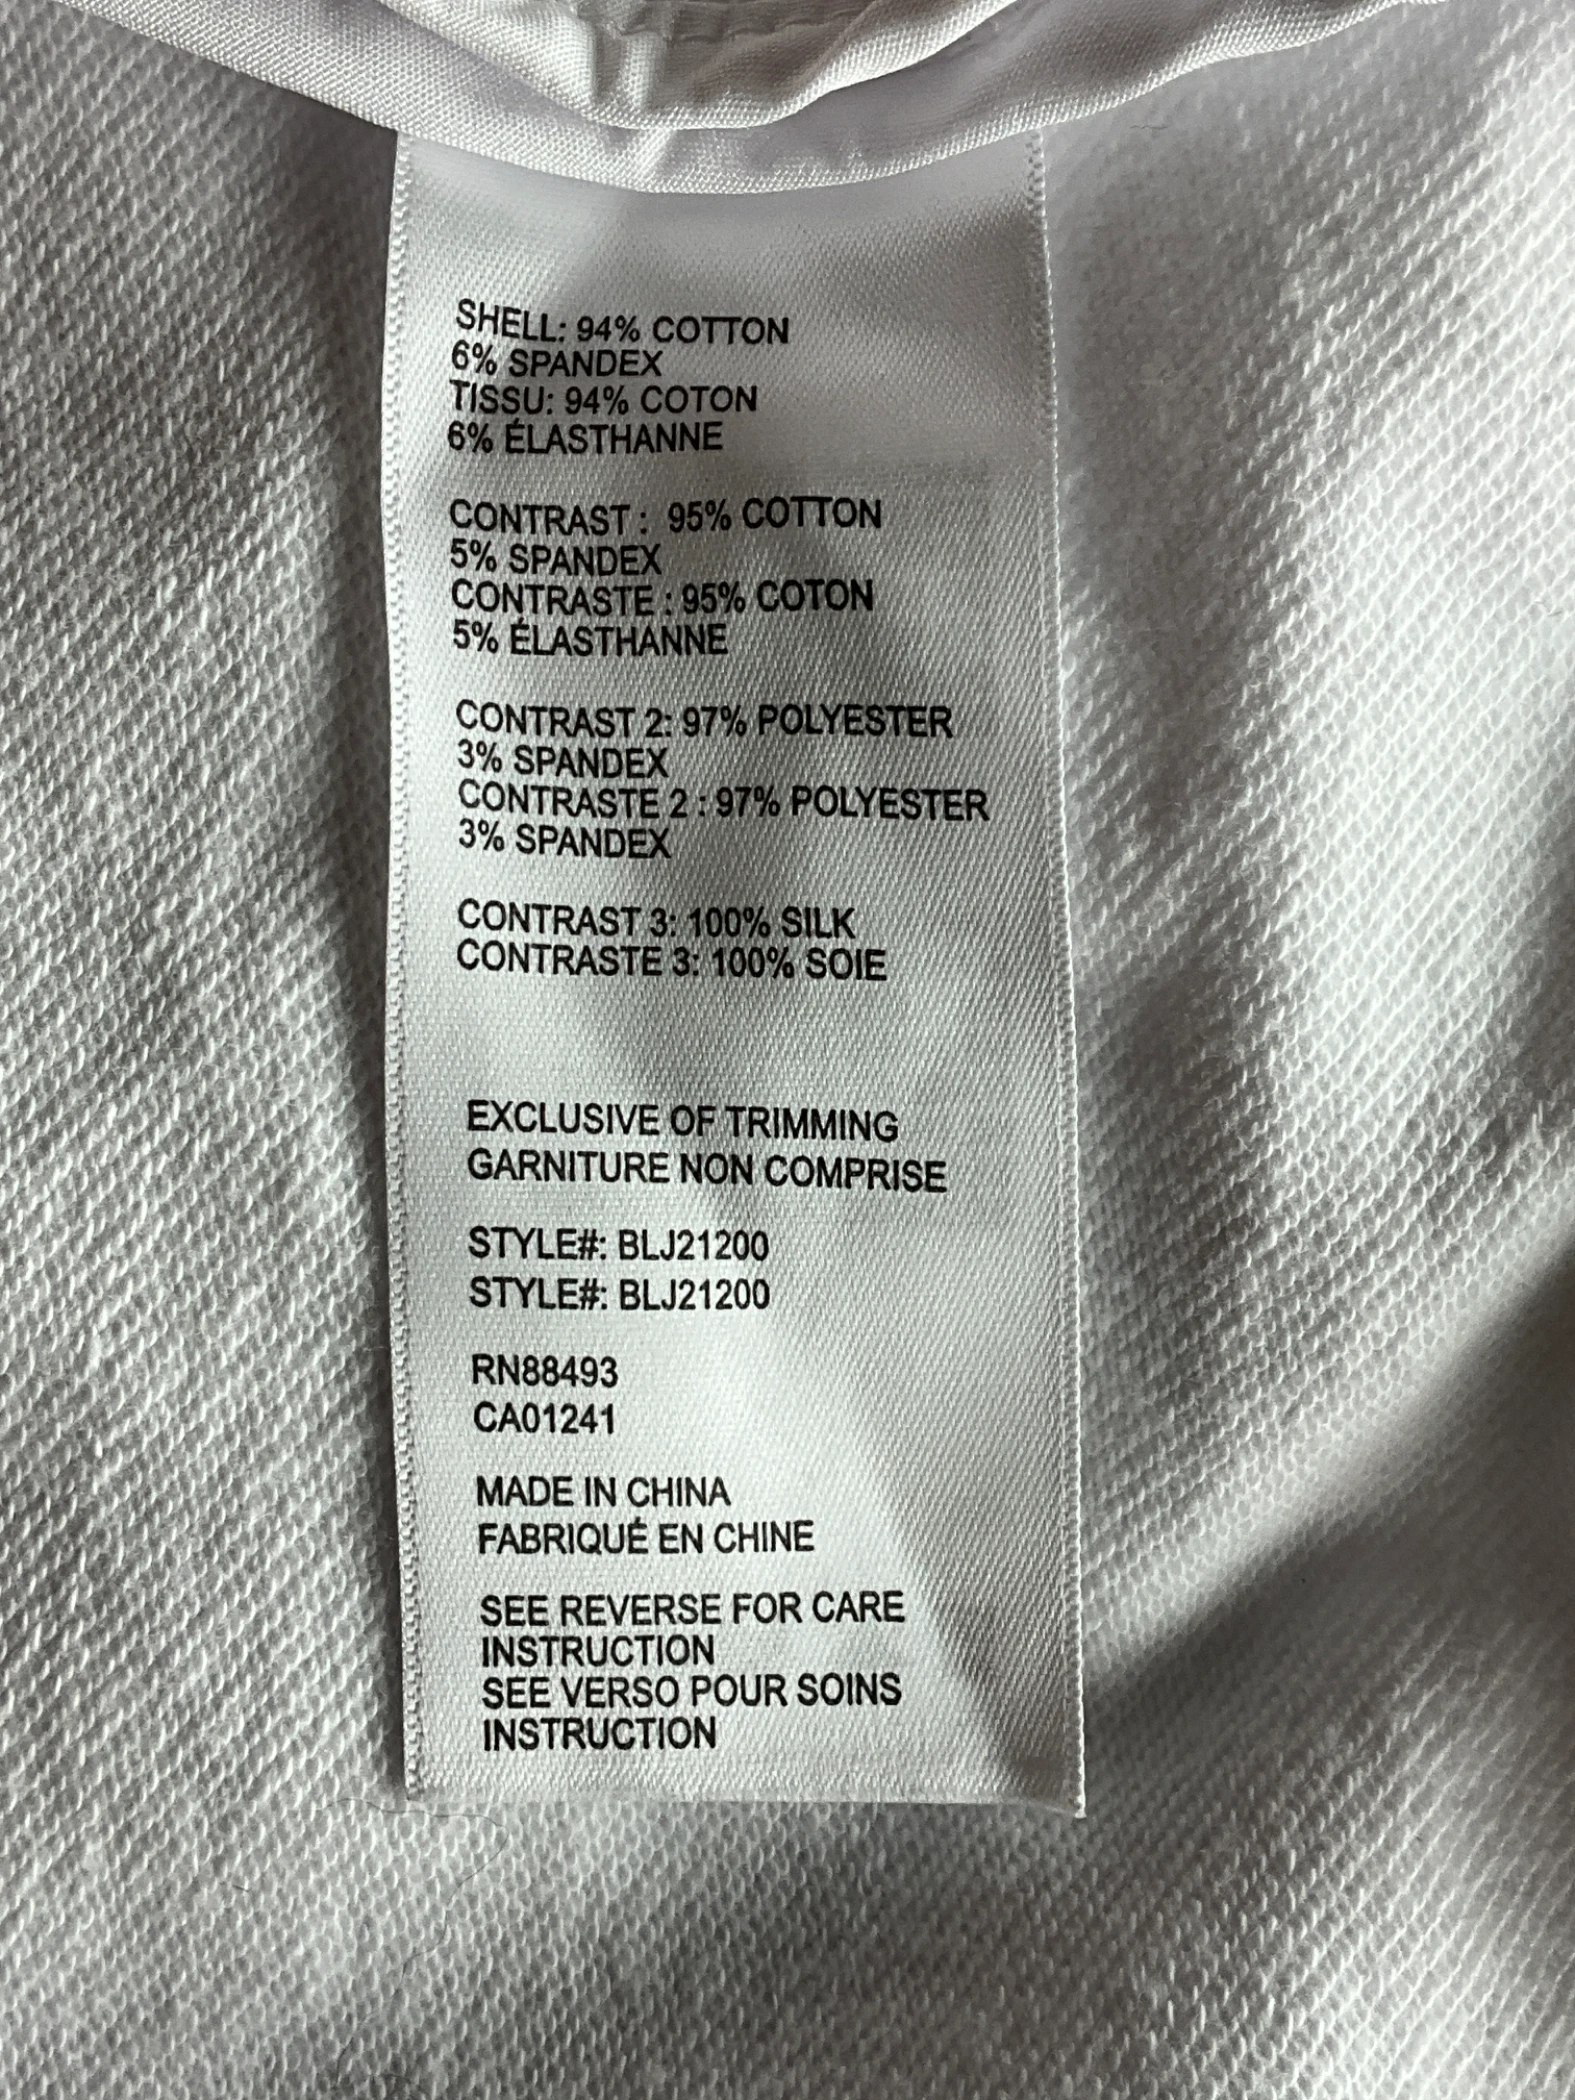 SHELL: 94% COTTON
6% SPANDEX
TISSU: 94% COTON
6% ÉLASTHANNE
CONTRAST : 95% COTTON
5% SPANDEX
CONTRASTE : 95% COTON
5% ÉLASTHANNE
CONTRAST 2: 97% POLYESTER
3% SPANDEX
CONTRASTE 2 : 97% POLYESTER
3% SPANDEX
CONTRAST 3: 100% SILK
CONTRASTE 3: 100% SOIE
EXCLUSIVE OF TRIMMING
GARNITURE NON COMPRISE
STYLE#: BLJ21200
STYLE#: BLJ21200
RN88493
CA01241
MADE IN CHINA
FABRIQUÉ EN CHINE
SEE REVERSE FOR CARE
INSTRUCTION
SEE VERSO POUR SOINS
INSTRUCTION